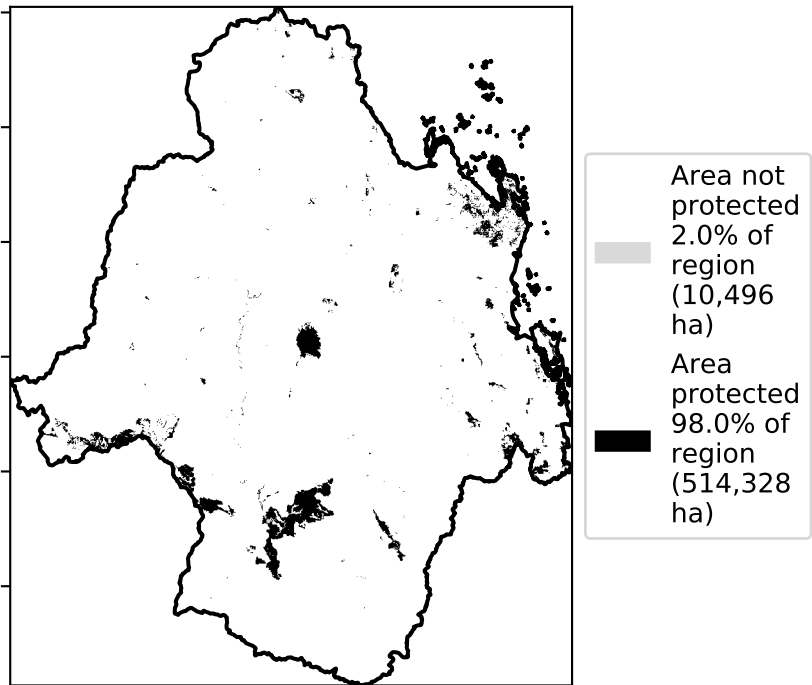 Area not
protected
2.0% of
region
(10,496
ha)
Area
protected
98.0% of
region
(514,328
ha)